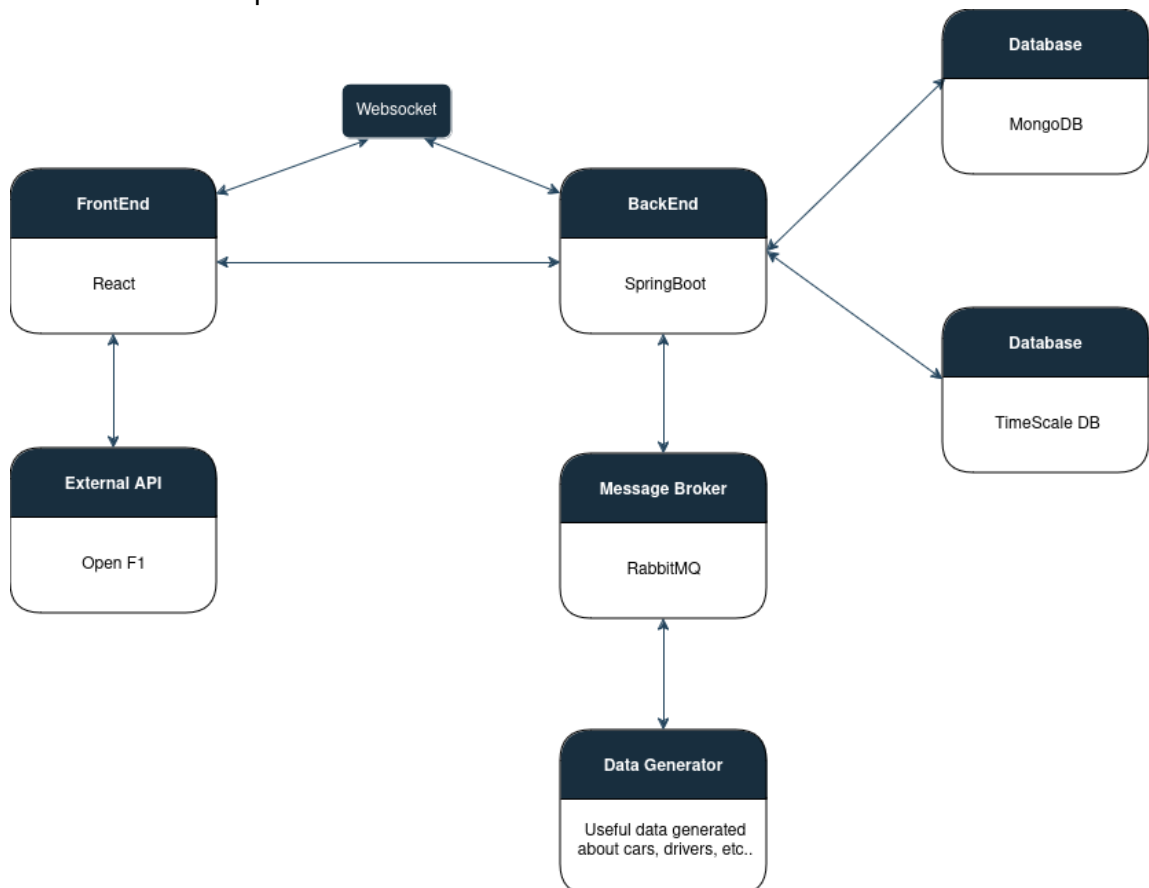 Database
MongoDB
Websocket
FrontEnd
React
BackEnd
SpringBoot
Database
TimeScale DB
External API
Open F1
Message Broker
RabbitMQ
Data Generator
Useful data generated
about cars, drivers, etc..